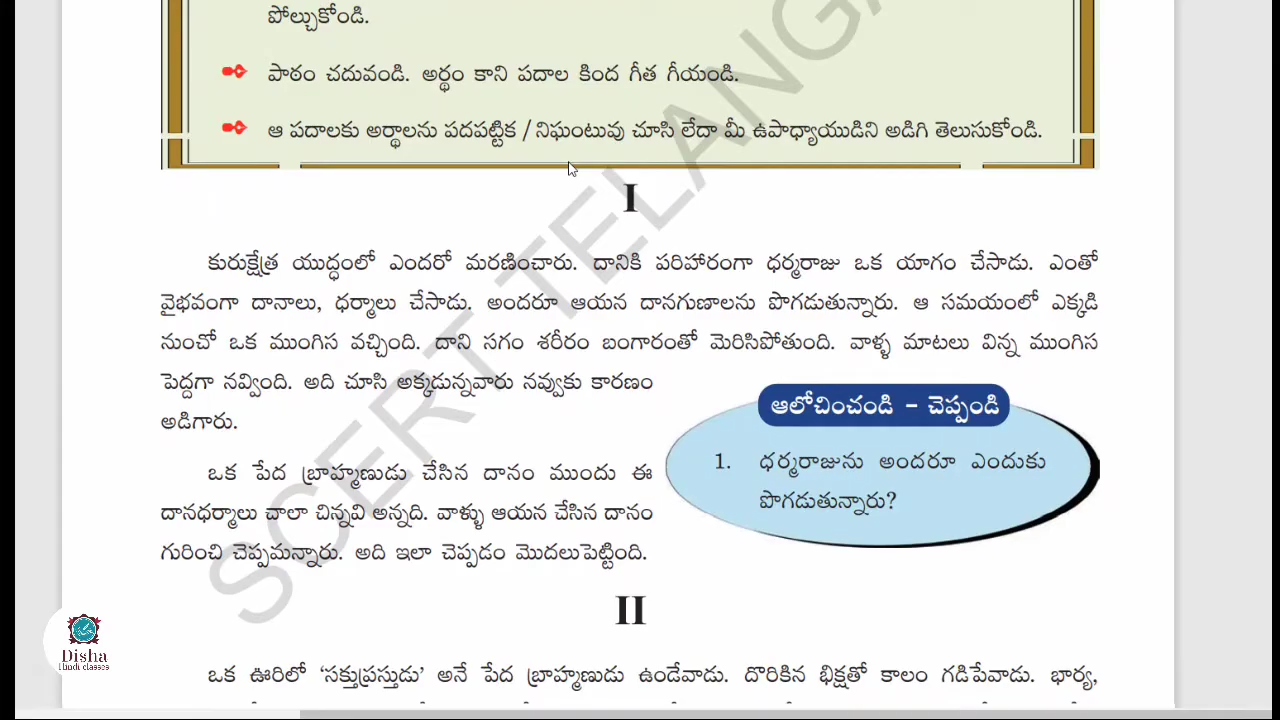 పోల్చుకోండి.
పాఠం చదువండి. అర్థం కాని పదాల కింద గీత గీయండి.
ఆ పదాలకు అర్థాలను పదపట్టిక / నిఘంటువు చూసి లేదా మీ ఉపాధ్యాయుడిని అడిగి తెలుసుకోండి.
I
కురుక్షేత్ర యుద్ధంలో ఎందరో మరణించారు. దానికి పరిహారంగా ధర్మరాజు ఒక యాగం చేసాడు. ఎంతో
వైభవంగా దానాలు, ధర్మాలు చేసాడు. అందరూ ఆయన దానగుణాలను పొగడుతున్నారు. ఆ సమయంలో ఎక్కడి
నుంచో ఒక ముంగిస వచ్చింది. దాని సగం శరీరం బంగారంతో మెరిసిపోతుంది. వాళ్ళ మాటలు విన్న ముంగిస
పెద్దగా నవ్వింది. అది చూసి అక్కడున్నవారు నవ్వుకు కారణం
అడిగారు.
ఒక పేద బ్రాహ్మణుడు చేసిన దానం ముందు ఈ
దానధర్మాలు చాలా చిన్నవి అన్నది. వాళ్ళు ఆయన చేసిన దానం
గురించి చెప్పమన్నారు. అది ఇలా చెప్పడం మొదలుపెట్టింది.
ఆలోచించండి - చెప్పండి
1. ధర్మరాజును అందరూ ఎందుకు
పొగడుతున్నారు?
II
ఒక ఊరిలో ‘సక్తుప్రస్తుడు’ అనే పేద బ్రాహ్మణుడు ఉండేవాడు. దొరికిన భిక్షతో కాలం గడిపేవాడు. భార్య,
SCERT TELANGA
Disha
Hindi classes